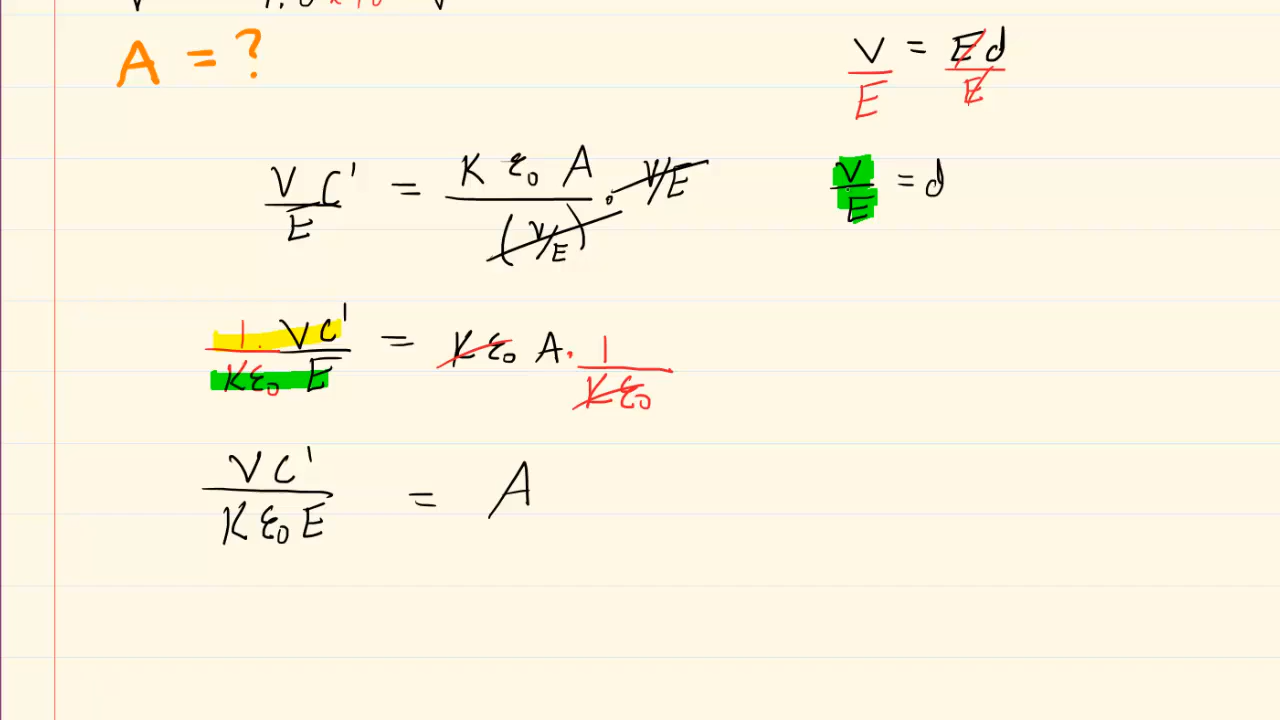 A = ?
V = Ed
E E
V/E C' = K ε₀ A / (V/E) · V/E
V/E = d
1 · V C' / K ε₀ E = K ε₀ A · 1 / K ε₀
V C' / K ε₀ E = A